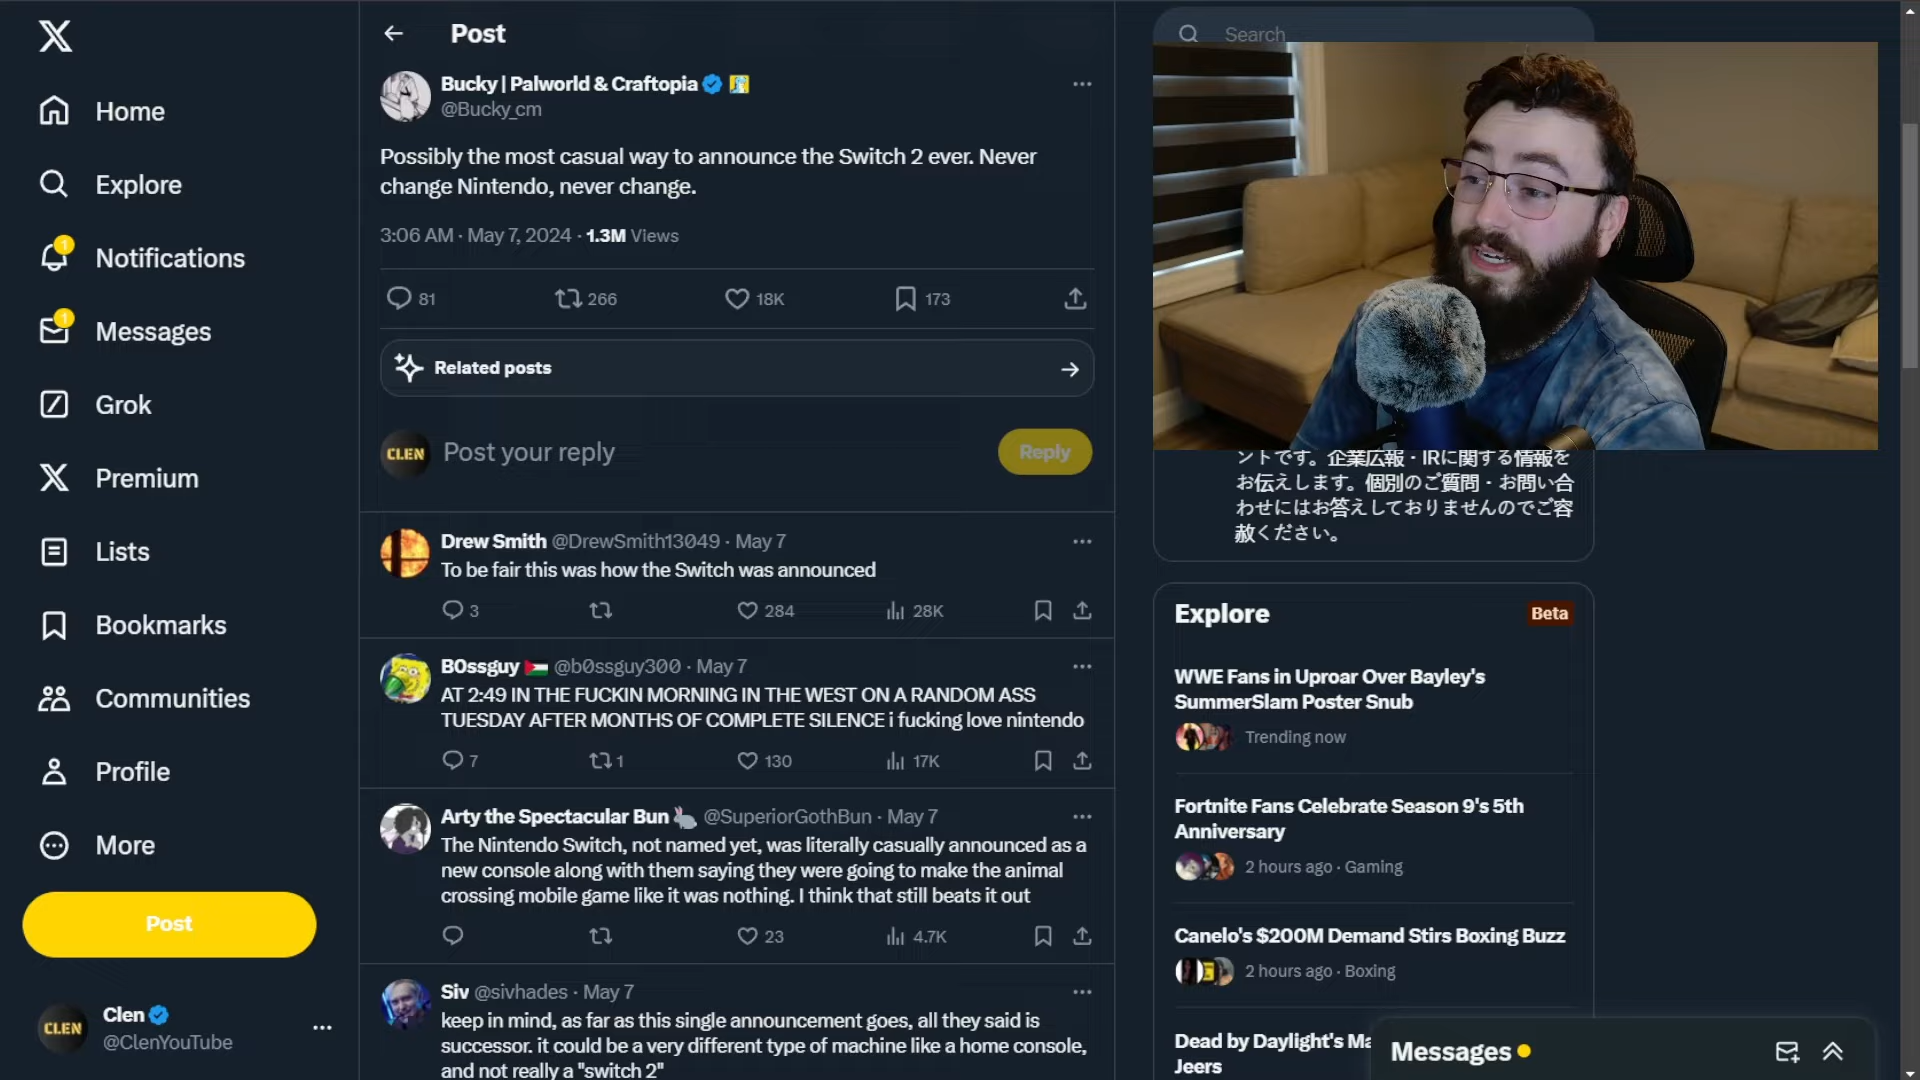 Home
Explore
1
Notifications
1
Messages
Grok
Premium
Lists
Bookmarks
Communities
Profile
More
Post
CLEN
Clen
@ClenYouTube
Post
Bucky | Palworld & Craftopia
@Bucky_cm
Possibly the most casual way to announce the Switch 2 ever. Never
change Nintendo, never change.
3:06 AM · May 7, 2024 · 1.3M Views
81 266 18K 173
Related posts
CLEN Post your reply Reply
Drew Smith @DrewSmith13049 · May 7
To be fair this was how the Switch was announced
3 284 28K
B0ssguy @b0ssguy300 · May 7
AT 2:49 IN THE FUCKIN MORNING IN THE WEST ON A RANDOM ASS
TUESDAY AFTER MONTHS OF COMPLETE SILENCE i fucking love nintendo
7 1 130 17K
Arty the Spectacular Bun @SuperiorGothBun · May 7
The Nintendo Switch, not named yet, was literally casually announced as a
new console along with them saying they were going to make the animal
crossing mobile game like it was nothing. I think that still beats it out
23 4.7K
Siv @sivhades · May 7
keep in mind, as far as this single announcement goes, all they said is
successor. it could be a very different type of machine like a home console,
and not really a "switch 2"
Search
ントです。企業広報・IRに関する情報を
お伝えします。個別のご質問・お問い合
わせにはお答えしておりませんのでご容
赦ください。
Explore Beta
WWE Fans in Uproar Over Bayley's
SummerSlam Poster Snub
Trending now
Fortnite Fans Celebrate Season 9's 5th
Anniversary
2 hours ago · Gaming
Canelo's $200M Demand Stirs Boxing Buzz
2 hours ago · Boxing
Dead by Daylight's Ma
Jeers
Messages